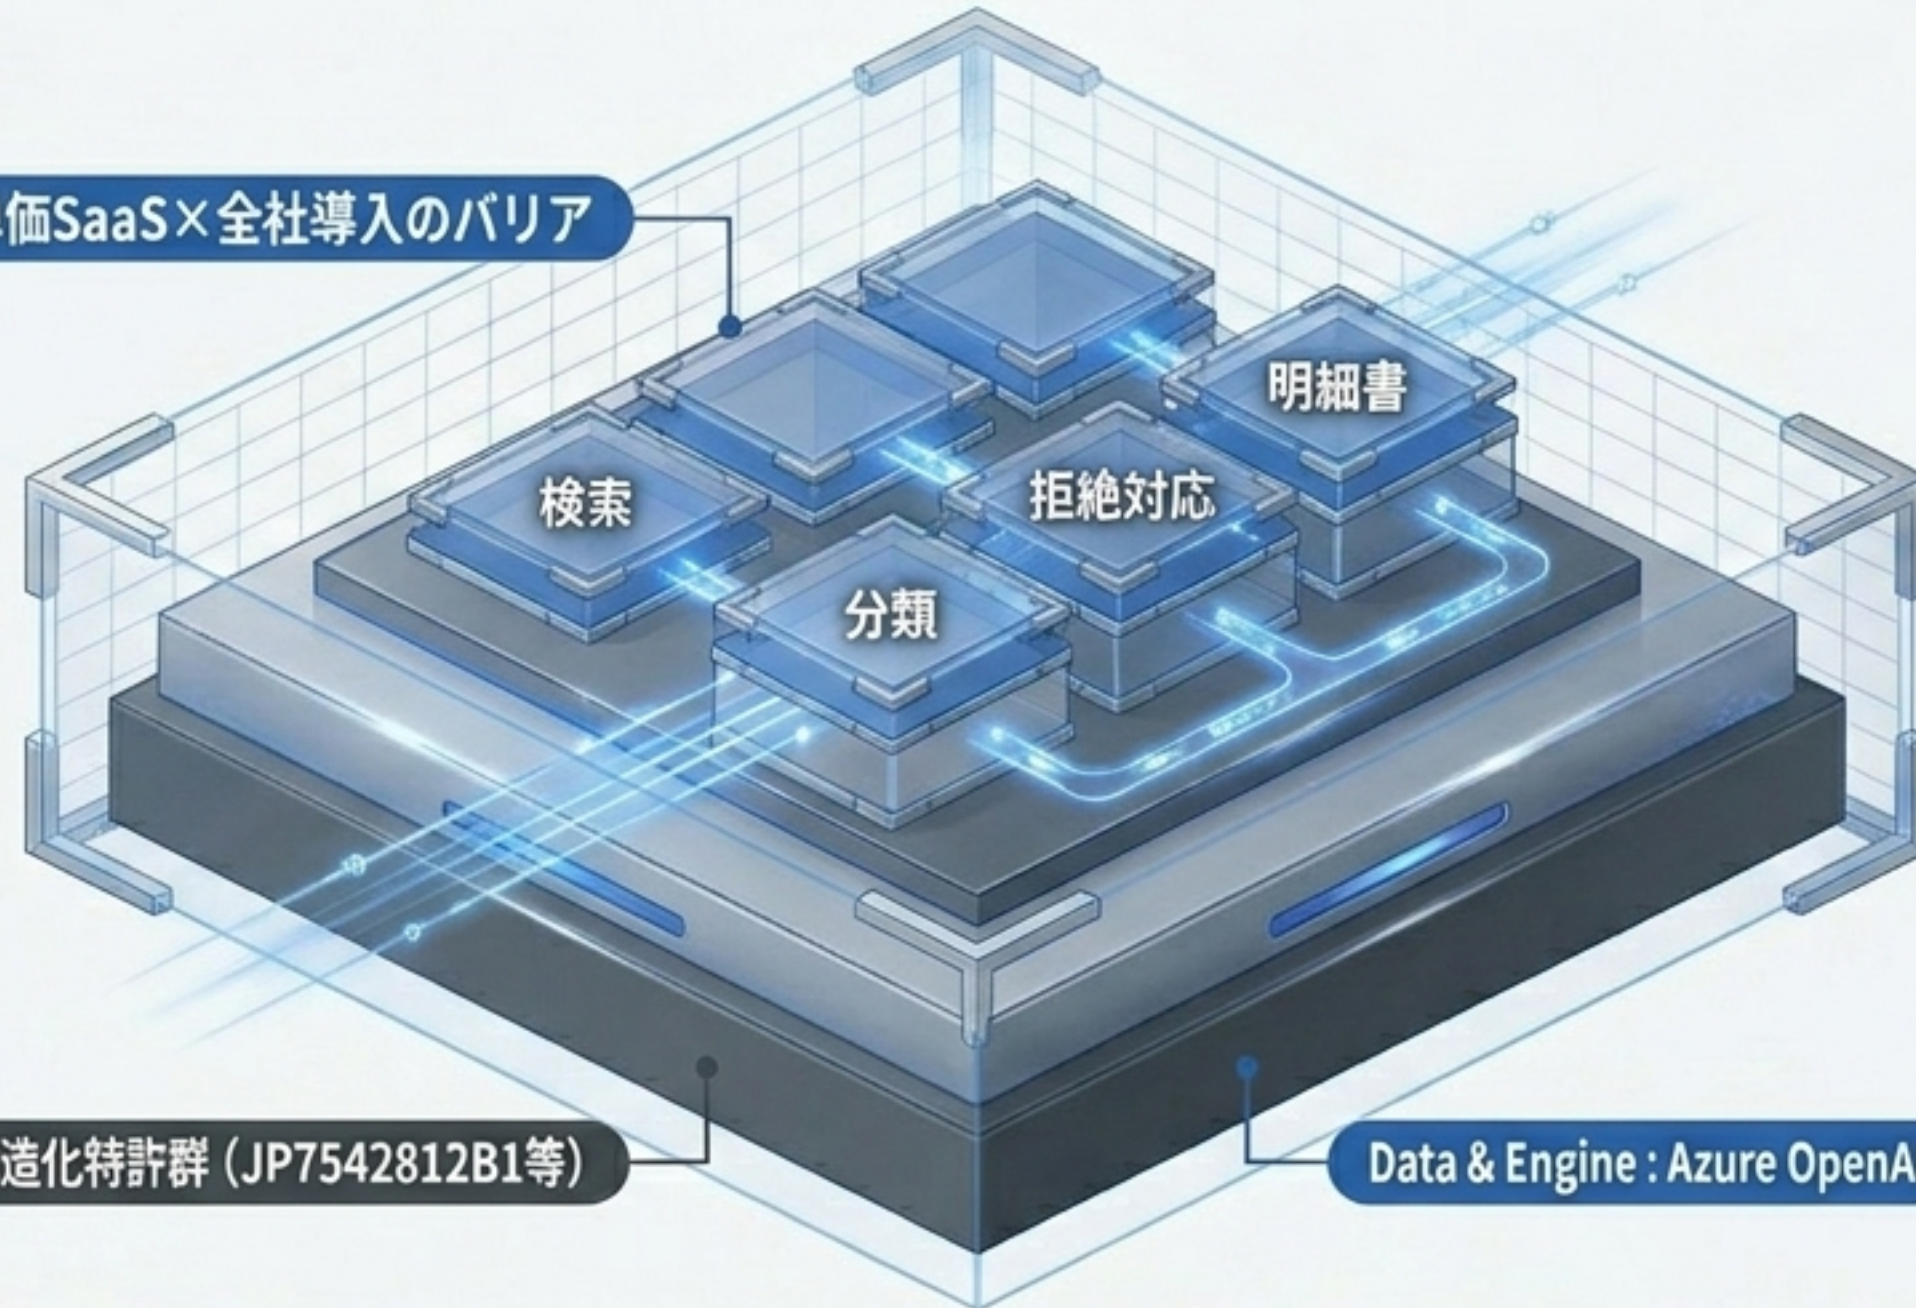 価SaaS×全社導入のバリア
明細書
検索
拒絶対応
分類
造化特許群（JP7542812B1等）
Data & Engine : Azure OpenA